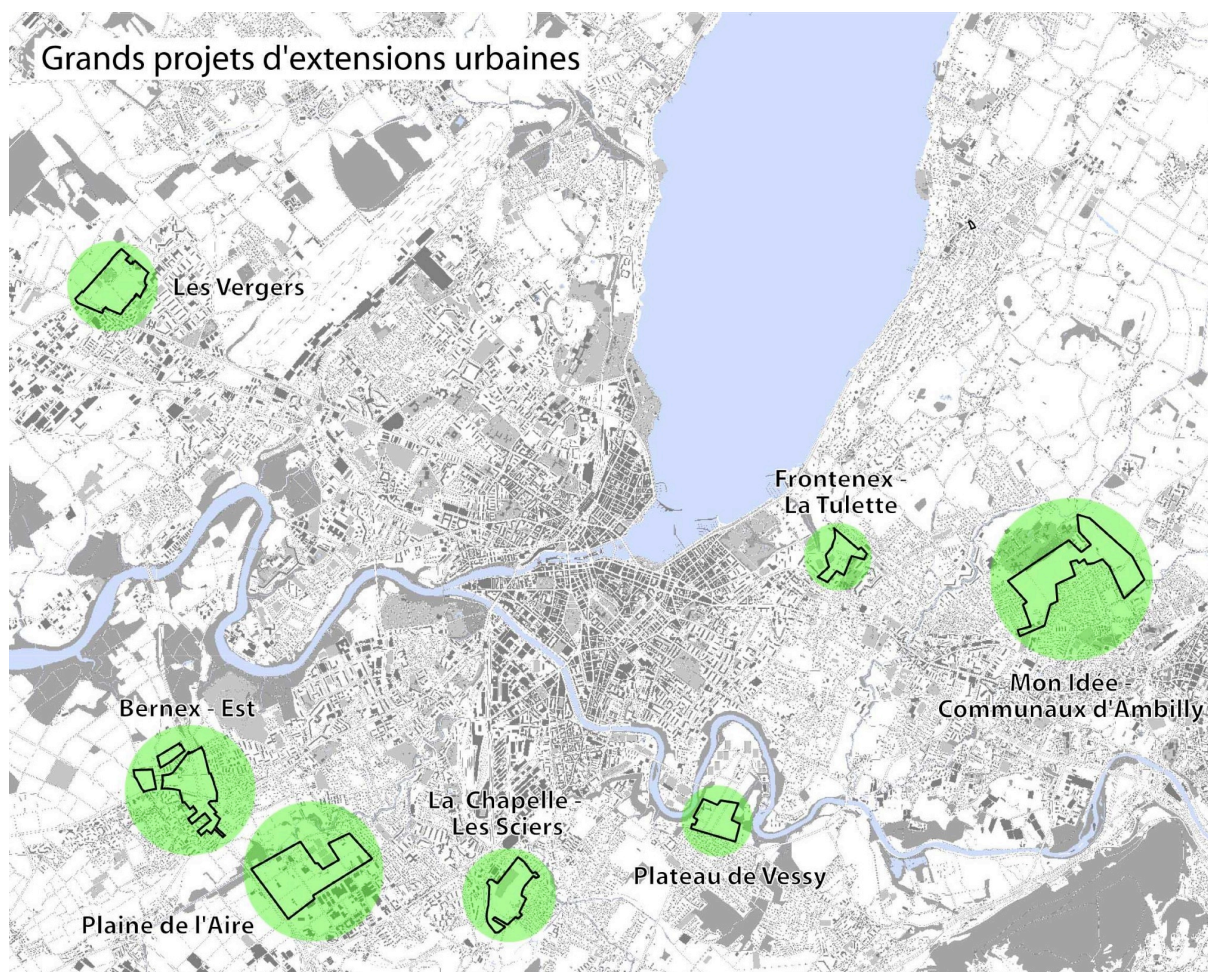 Grands projets d'extensions urbaines
Les Vergers
Frontenex -
La Tulette
Mon Idée -
Communaux d'Ambilly
Bernex - Est
La Chapelle -
Les Sciers
Plateau de Vessy
Plaine de l'Aire